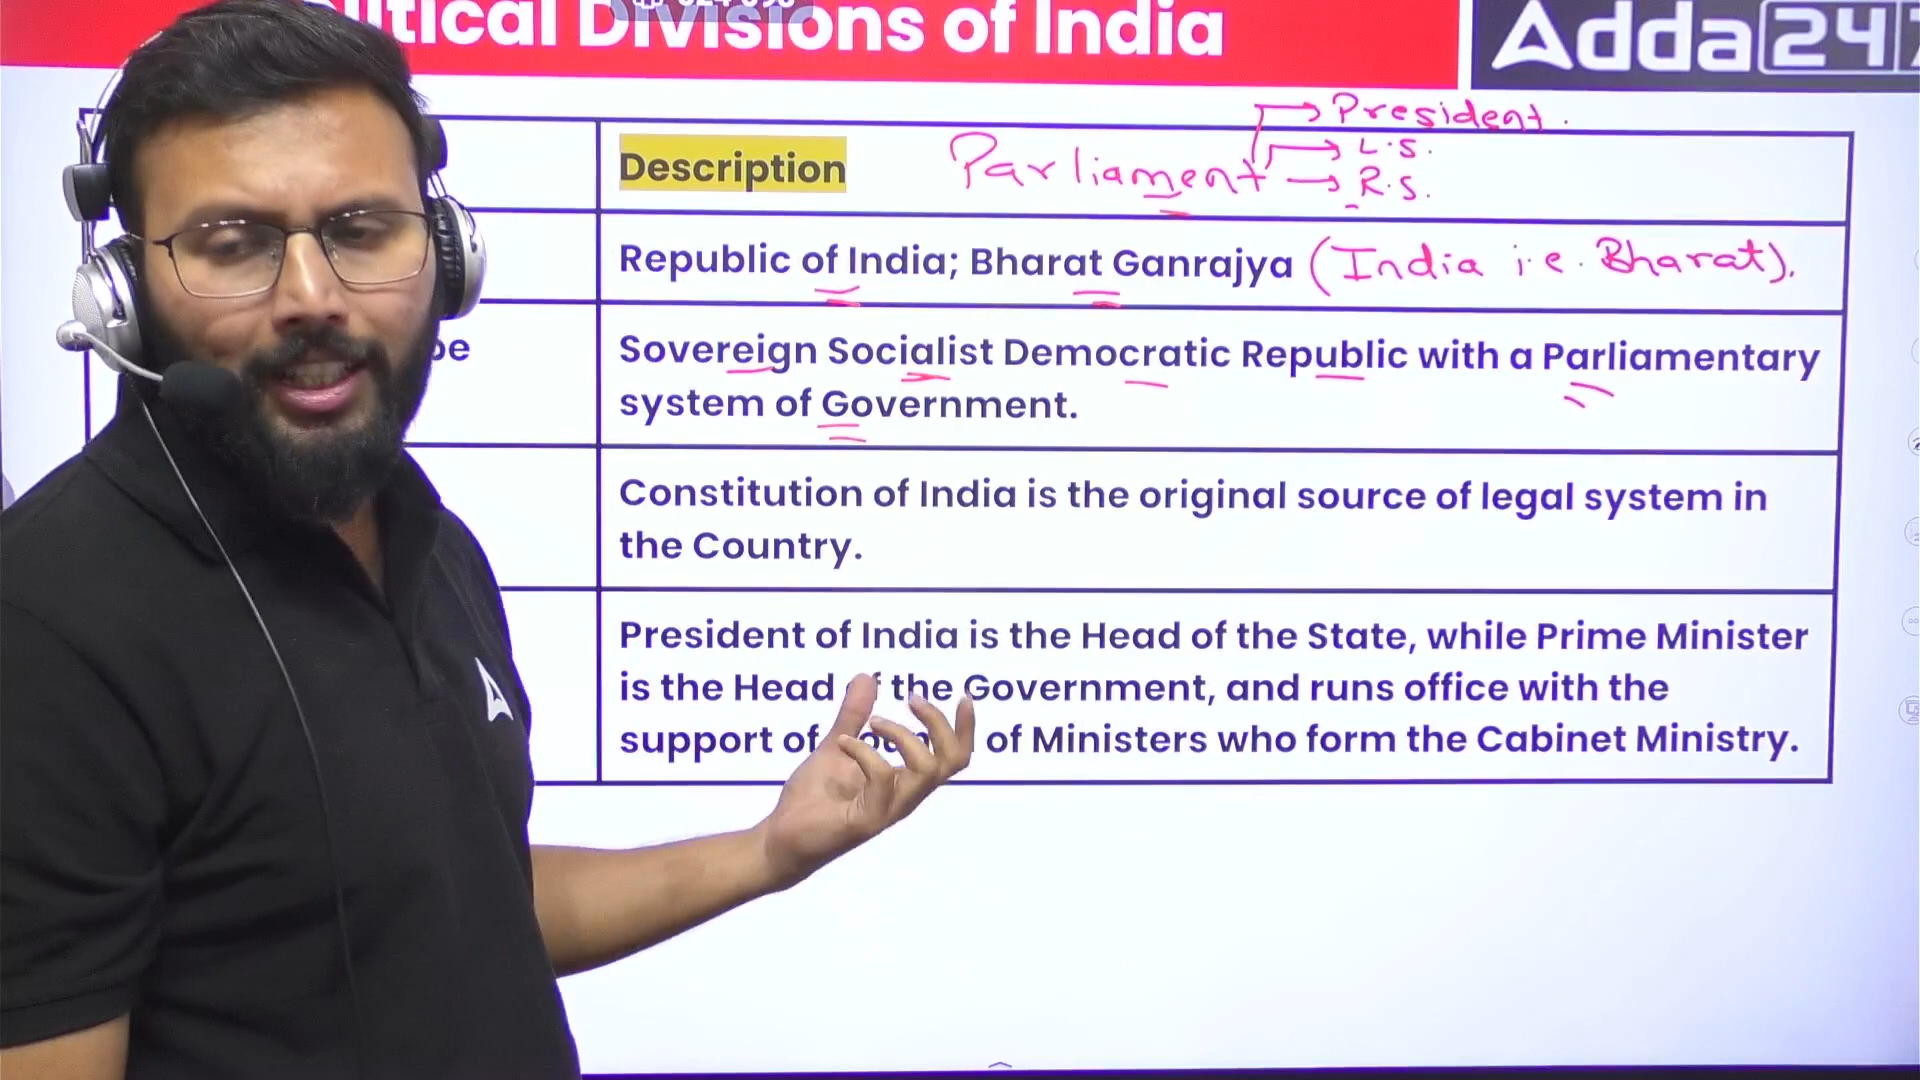 Divisions of India
Adda 24
President.
L.S.
Parliament
R.S.
Description
Republic of India; Bharat Ganrajya (India i.e. Bharat).
Sovereign Socialist Democratic Republic with a Parliamentary
system of Government.
Constitution of India is the original source of legal system in
the Country.
President of India is the Head of the State, while Prime Minister
is the Head of the Government, and runs office with the
support of of Ministers who form the Cabinet Ministry.